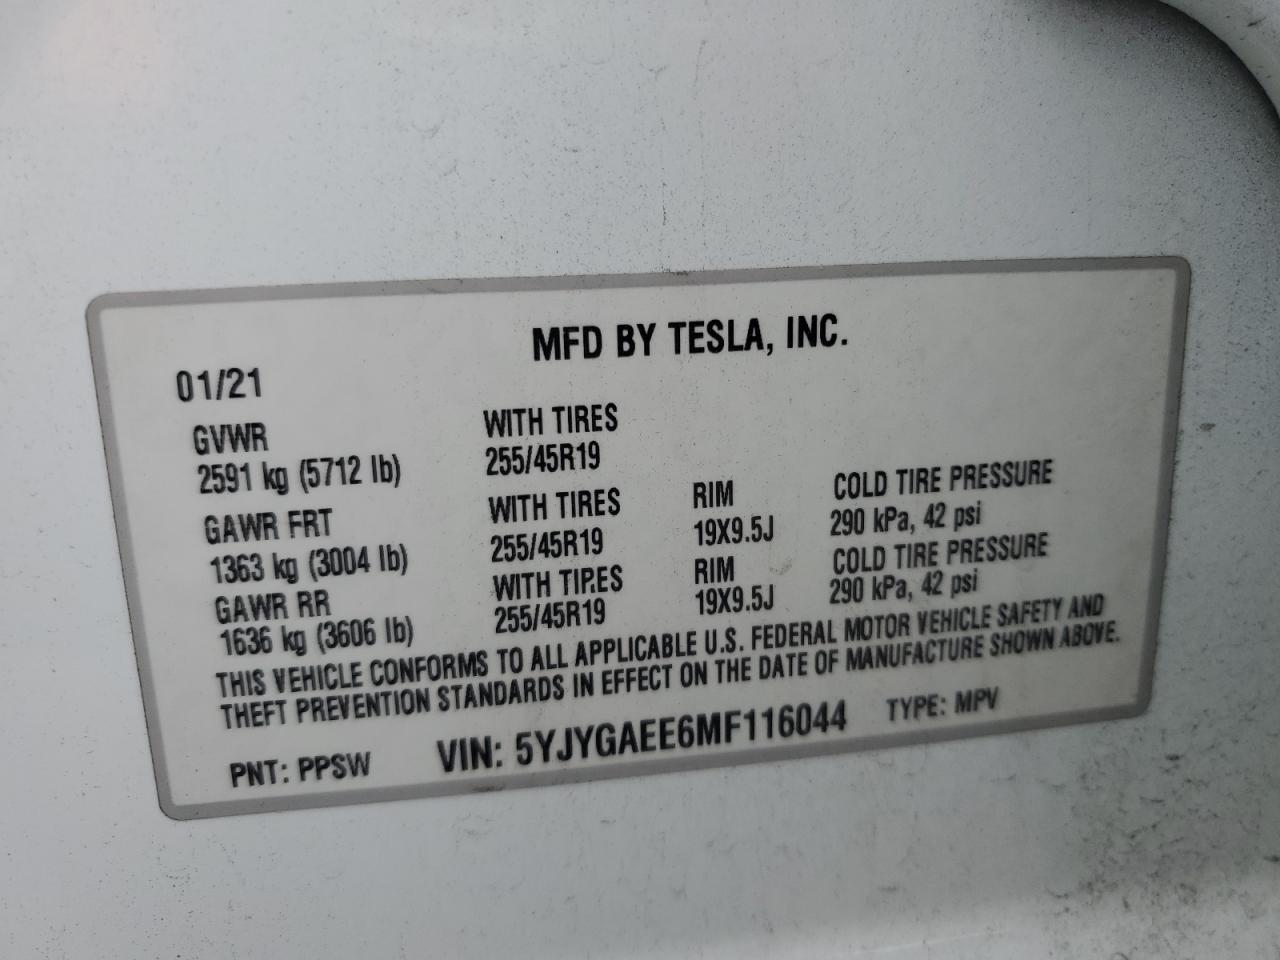 MFD BY TESLA, INC.
01/21
GVWR WITH TIRES
2591 kg (5712 lb) 255/45R19
GAWR FRT WITH TIRES RIM COLD TIRE PRESSURE
1363 kg (3004 lb) 255/45R19 19X9.5J 290 kPa, 42 psi
GAWR RR WITH TIRES RIM COLD TIRE PRESSURE
1636 kg (3606 lb) 255/45R19 19X9.5J 290 kPa, 42 psi
THIS VEHICLE CONFORMS TO ALL APPLICABLE U.S. FEDERAL MOTOR VEHICLE SAFETY AND
THEFT PREVENTION STANDARDS IN EFFECT ON THE DATE OF MANUFACTURE SHOWN ABOVE.
PNT: PPSW VIN: 5YJYGAEE6MF116044 TYPE: MPV